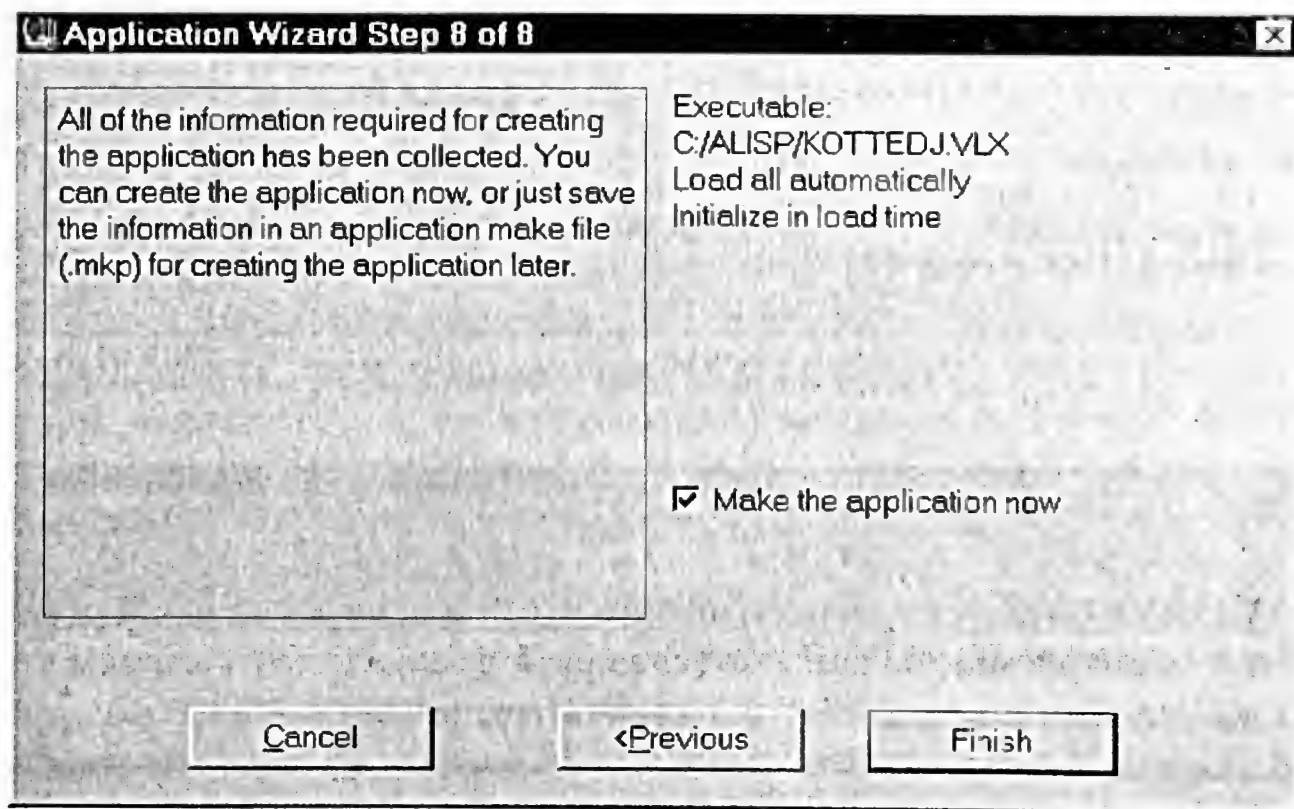 Application Wizard Step 8 of 8
All of the information required for creating
the application has been collected. You
can create the application now, or just save
the information in an application make file
(.mkp) for creating the application later.
Executable:
C:/ALISP/KOTTEDJ.VLX
Load all automatically
Initialize in load time
Make the application now
Cancel
<Previous
Finish